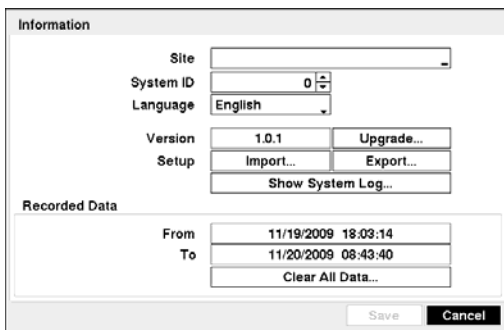 Information
Site
System ID 0
Language English
Version 1.0.1 Upgrade...
Setup Import... Export...
Show System Log...
Recorded Data
From 11/19/2009 18:03:14
To 11/20/2009 08:43:40
Clear All Data...
Save Cancel